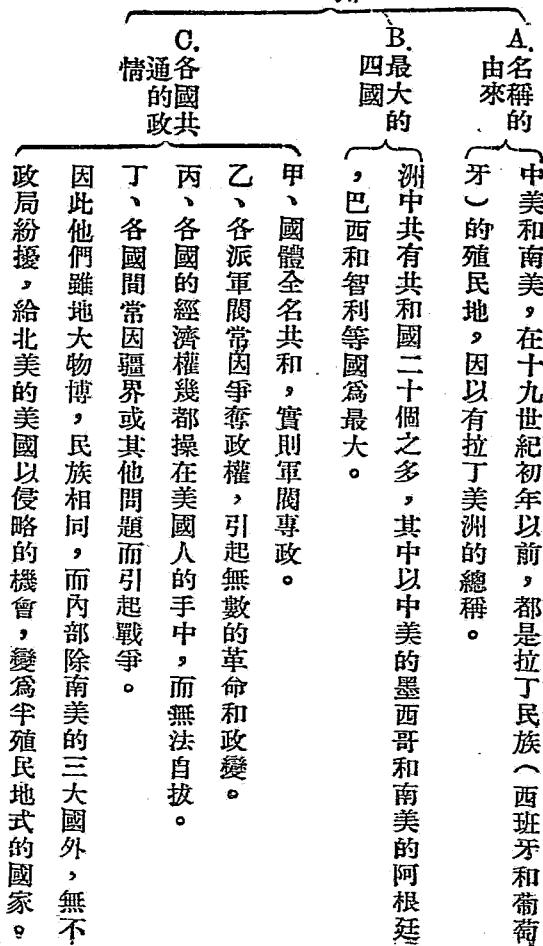 A.名稱的
由來
中美和南美，在十九世紀初年以前，都是拉丁民族（西班牙和葡萄
牙）的殖民地，因以有拉丁美洲的總稱。
B.最大的
四國
洲中共有共和國二十個之多，其中以中美的墨西哥和南美的阿根廷
，巴西和智利等國爲最大。
C.各國共
通的政
情
甲、國體全名共和，實則軍閥專政。
乙、各派軍閥常因爭奪政權，引起無數的革命和政變。
丙、各國的經濟權幾都操在美國人的手中，而無法自拔。
丁、各國間常因疆界或其他問題而引起戰爭。
因此他們雖地大物博，民族相同，而內部除南美的三大國外，無不
政局紛擾，給北美的美國以侵略的機會，變爲半殖民地式的國家。